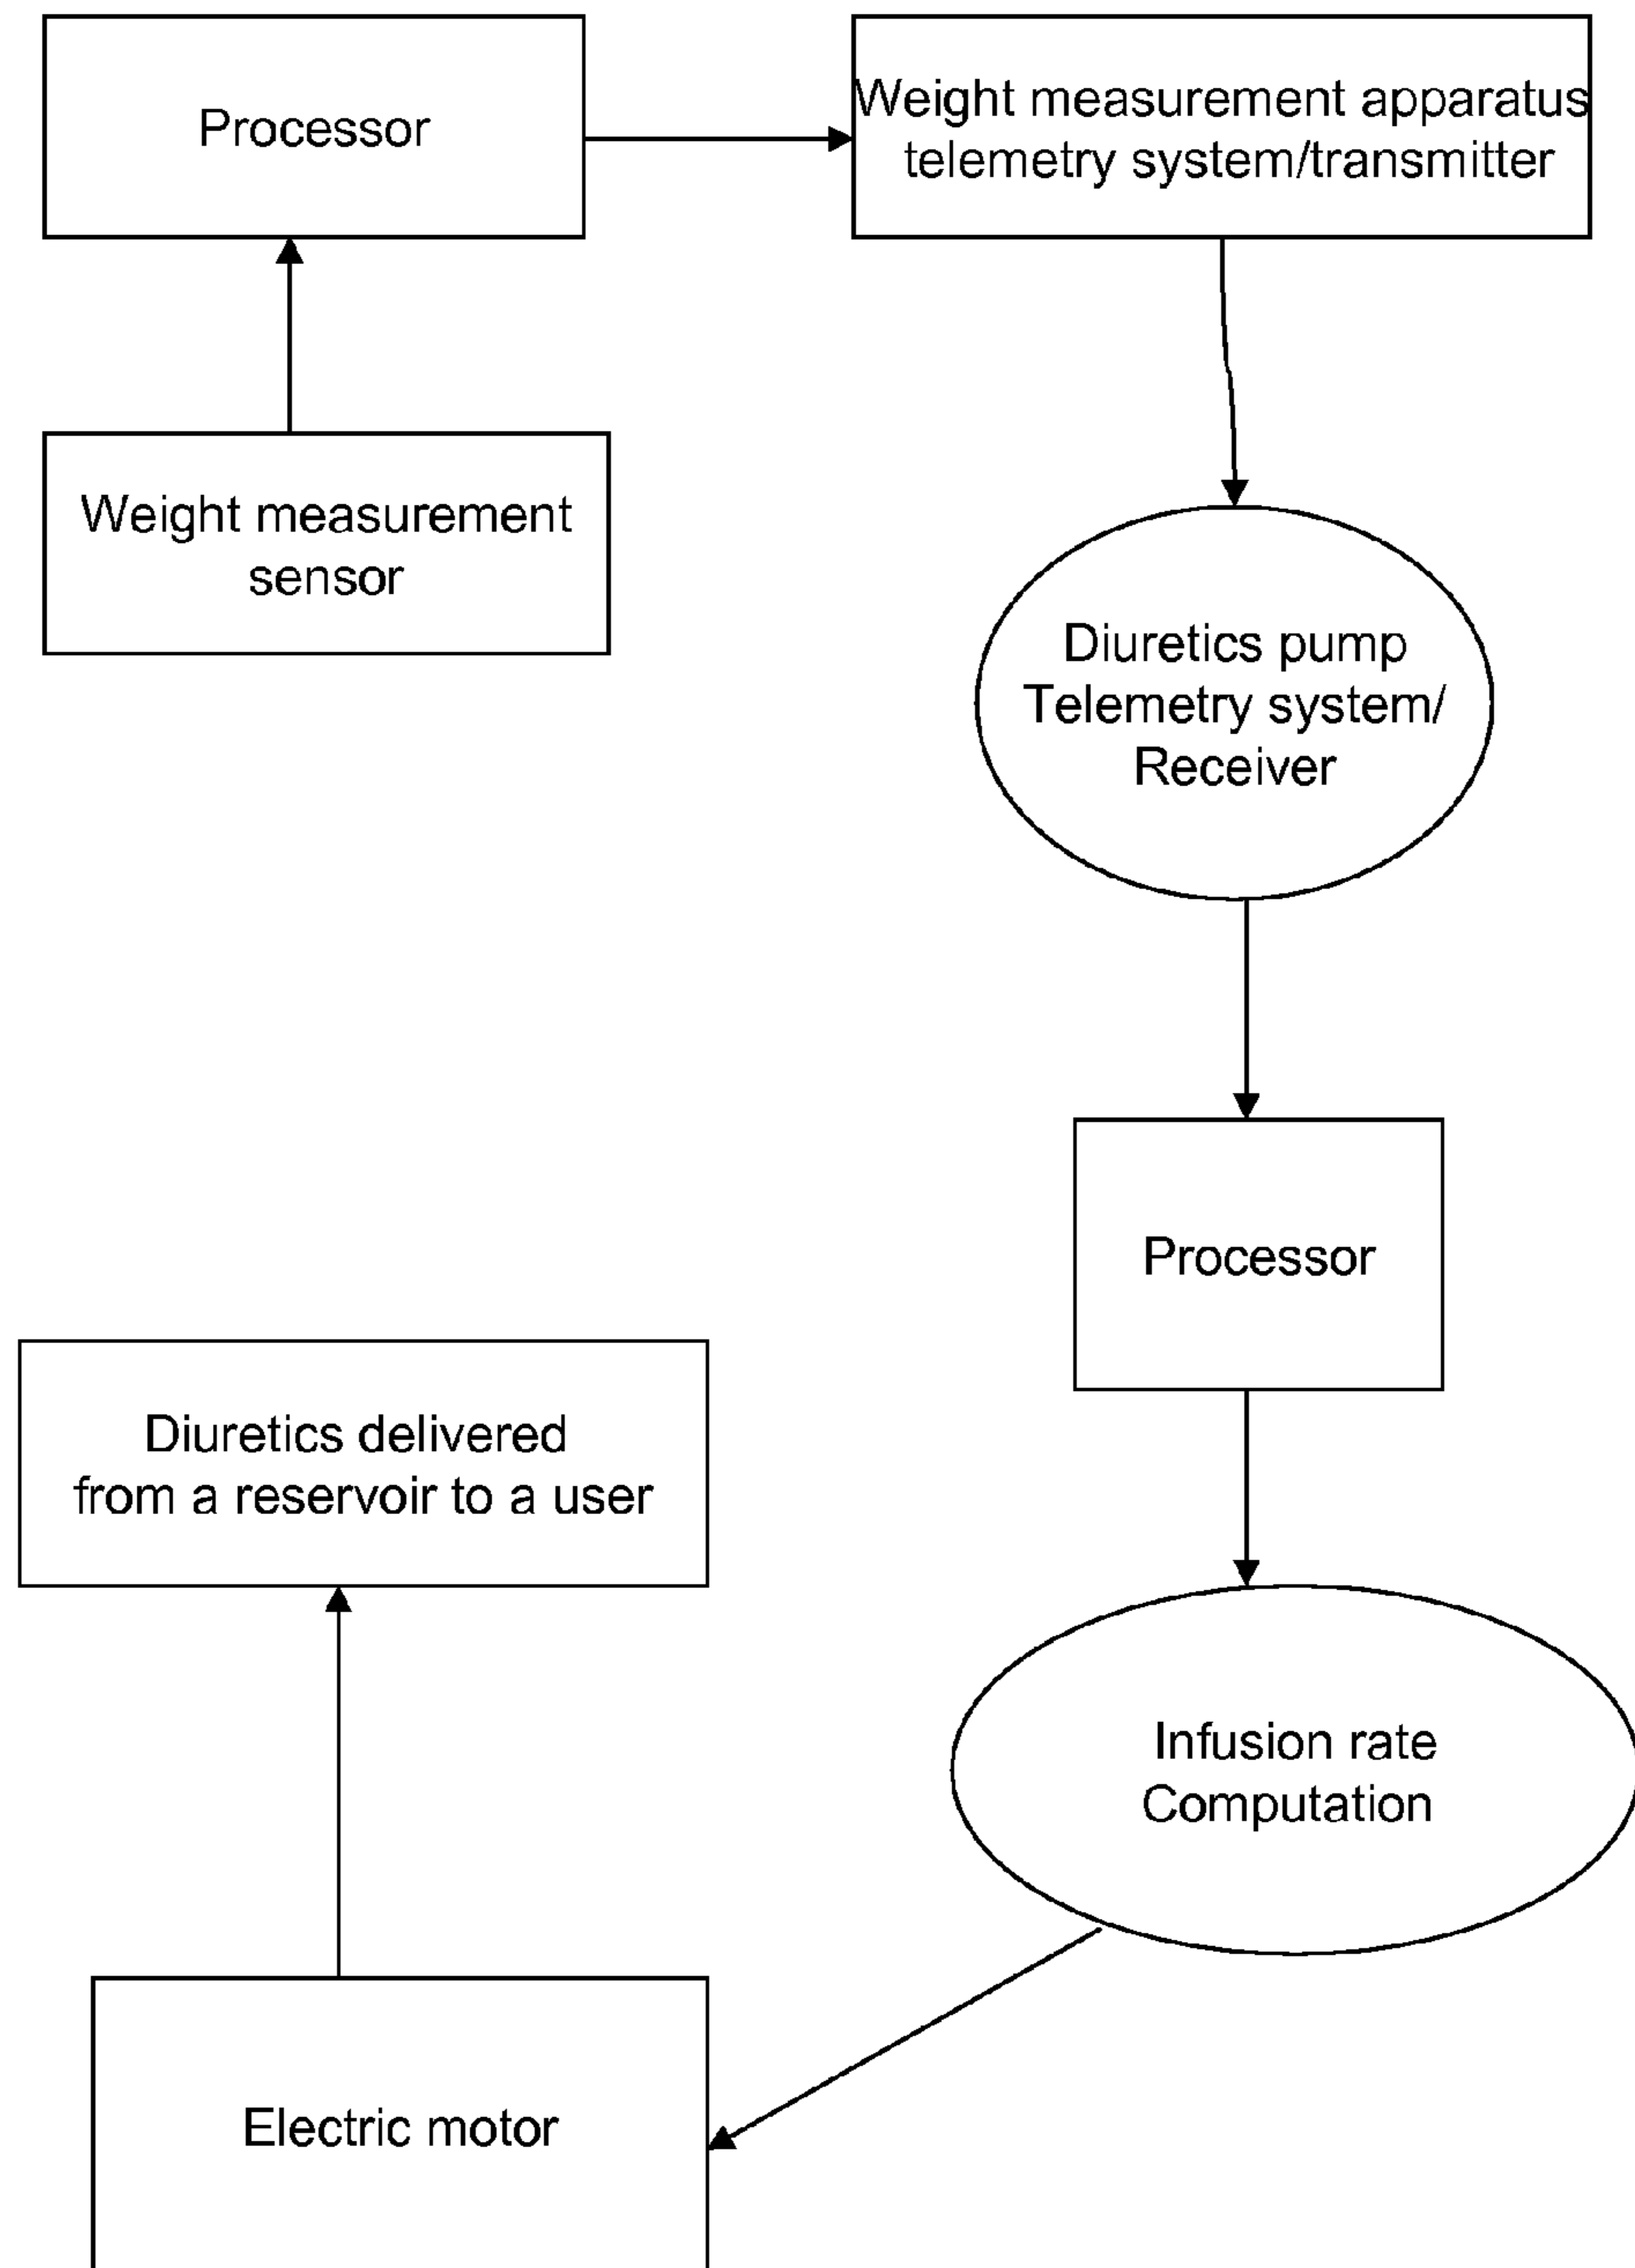 Processor
Weight measurement apparatus
telemetry system/transmitter
Weight measurement
sensor
Diuretics pump
Telemetry system/
Receiver
Processor
Diuretics delivered
from a reservoir to a user
Infusion rate
Computation
Electric motor